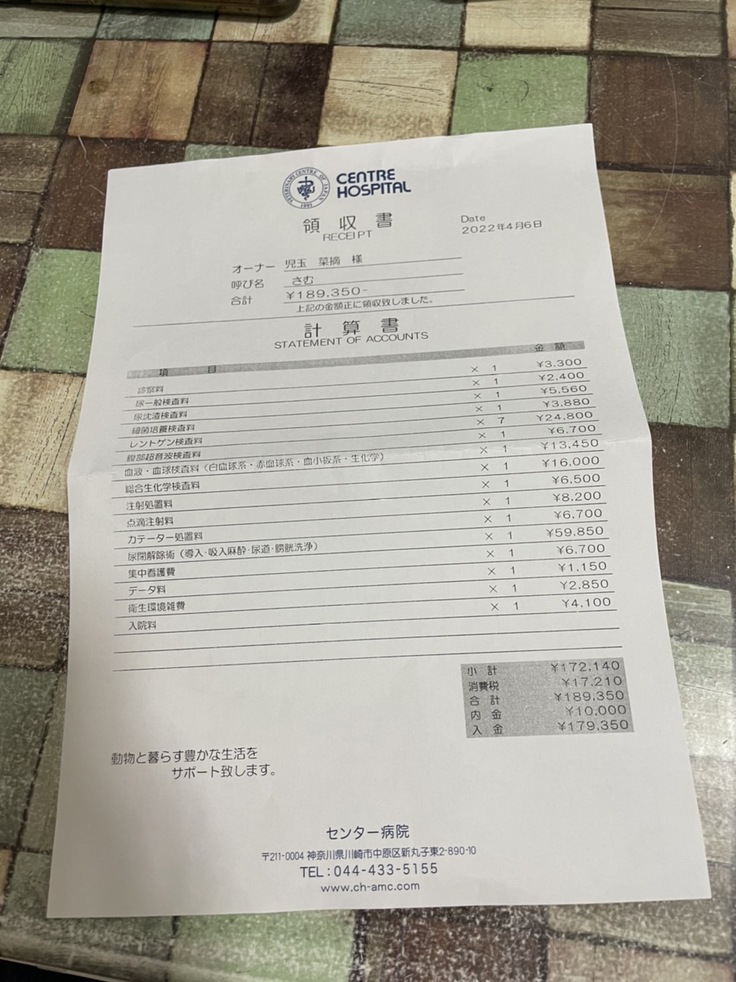 CENTRE
HOSPITAL
領収書
RECEIPT
Date
2022年4月6日
オーナー 児玉 菜摘 様
呼び名 さむ
合計 ¥189,350-
上記の金額正に領収致しました。
計算書
STATEMENT OF ACCOUNTS
項 目 金 額
診察料 × 1 ¥3,300
尿一般検査料 × 1 ¥2,400
尿沈渣検査料 × 1 ¥5,560
細菌培養検査料 × 1 ¥3,880
レントゲン検査料 × 7 ¥24,800
腹部超音波検査料 × 1 ¥6,700
血液・血球検査料（白血球系・赤血球系・血小板系・生化学） × 1 ¥13,450
総合生化学検査料 × 1 ¥16,000
注射処置料 × 1 ¥6,500
点滴注射料 × 1 ¥8,200
カテーテル処置料 × 1 ¥6,700
尿閉解除術（導入・吸入麻酔・尿道・膀胱洗浄） × 1 ¥59,850
集中看護費 × 1 ¥6,700
データ料 × 1 ¥1,150
衛生環境雑費 × 1 ¥2,850
入院料 × 1 ¥4,100
小 計 ¥172,140
消費税 ¥17,210
合 計 ¥189,350
内 金 ¥10,000
入 金 ¥179,350
動物と暮らす豊かな生活を
サポート致します。
センター病院
〒211-0004 神奈川県川崎市中原区新丸子東2-890-10
TEL：044-433-5155
www.ch-amc.com